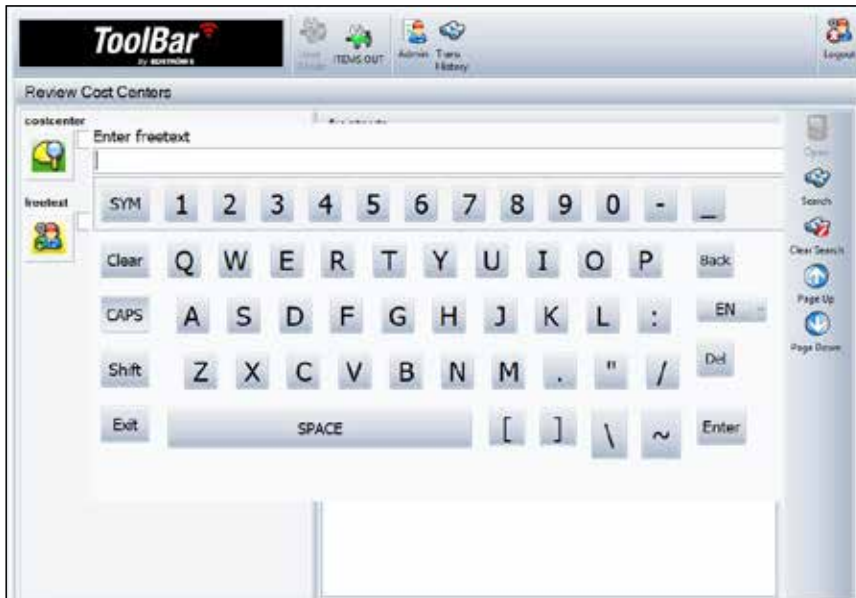 ToolBar
ITEMS OUT
Admin
Trans
History
Logout
Review Cost Centers
costcenter
Enter freetext
freetext
SYM 1 2 3 4 5 6 7 8 9 0 - _
Clear Q W E R T Y U I O P Back
CAPS A S D F G H J K L : EN
Shift Z X C V B N M . " / Del
Exit SPACE [ ] \ ~ Enter
Open
Search
Clear Search
Page Up
Page Down